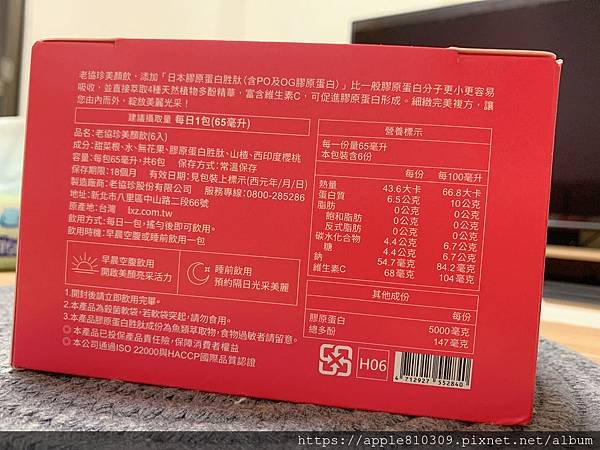 老協珍美顏飲，添加「日本膠原蛋白胜肽(含PO及OG膠原蛋白)」比一般膠原蛋白分子更小更容易
吸收，並直接萃取4種天然植物多酚精華，富含維生素C，可促進膠原蛋白形成。細緻完美複方，讓
您由內而外，綻放美麗光采！
建議攝取量 每日1包(65毫升)
品名：老協珍美顏飲(6入)
成分：甜菜根、水、無花果、膠原蛋白胜肽、山楂、西印度櫻桃
容量：每包65毫升，共6包 保存方式：常溫保存
保存期限：18個月 有效日期：見包裝上標示(西元年/月/日)
製造廠商：老協珍股份有限公司 服務專線：0800-285286
地址：新北市八里區中山路二段66號
原產地：台灣 lxz.com.tw
飲用方式：每日一包，搖勻後即可飲用。
飲用時機：早晨空腹或睡前飲用一包
早晨空腹飲用
開啟美顏亮采活力
睡前飲用
預約隔日光采美麗
1.開封後請立即飲用完畢。
2.本產品為殺菌軟袋，若軟袋突起，請勿食用。
3.本產品膠原蛋白胜肽成份為魚類萃取物，食物過敏者請留意。
◎本產品已投保產品責任險，保障消費者權益
◎本公司通過ISO 22000與HACCP國際品質認證
營養標示
每一份量65毫升
本包裝含6份
每份 每100毫升
熱量 43.6大卡 66.8大卡
蛋白質 6.5公克 10公克
脂肪 0公克 0公克
飽和脂肪 0公克 0公克
反式脂肪 0公克 0公克
碳水化合物 4.4公克 6.7公克
糖 4.4公克 6.7公克
鈉 54.7毫克 84.2毫克
維生素C 68毫克 104毫克
其他成份
每份
膠原蛋白 5000毫克
總多酚 147毫克
H06
4 712927 552840
https://apple810309.pixnet.net/album